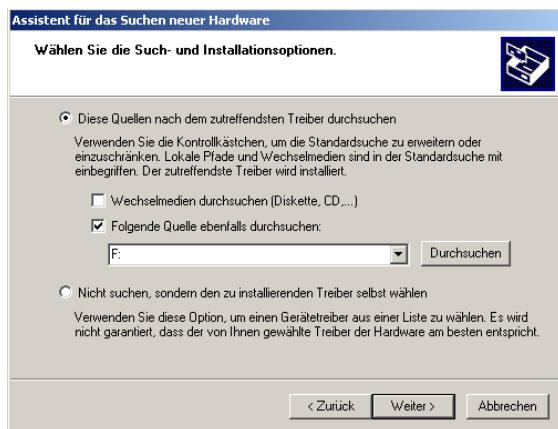 Assistent für das Suchen neuer Hardware
Wählen Sie die Such- und Installationsoptionen.
Diese Quellen nach dem zutreffendsten Treiber durchsuchen
Verwenden Sie die Kontrollkästchen, um die Standardsuche zu erweitern oder
einzuschränken. Lokale Pfade und Wechselmedien sind in der Standardsuche mit
einbegriffen. Der zutreffendste Treiber wird installiert.
Wechselmedien durchsuchen (Diskette, CD,...)
Folgende Quelle ebenfalls durchsuchen:
F: Durchsuchen
Nicht suchen, sondern den zu installierenden Treiber selbst wählen
Verwenden Sie diese Option, um einen Gerätetreiber aus einer Liste zu wählen. Es wird
nicht garantiert, dass der von Ihnen gewählte Treiber der Hardware am besten entspricht.
< Zurück Weiter > Abbrechen